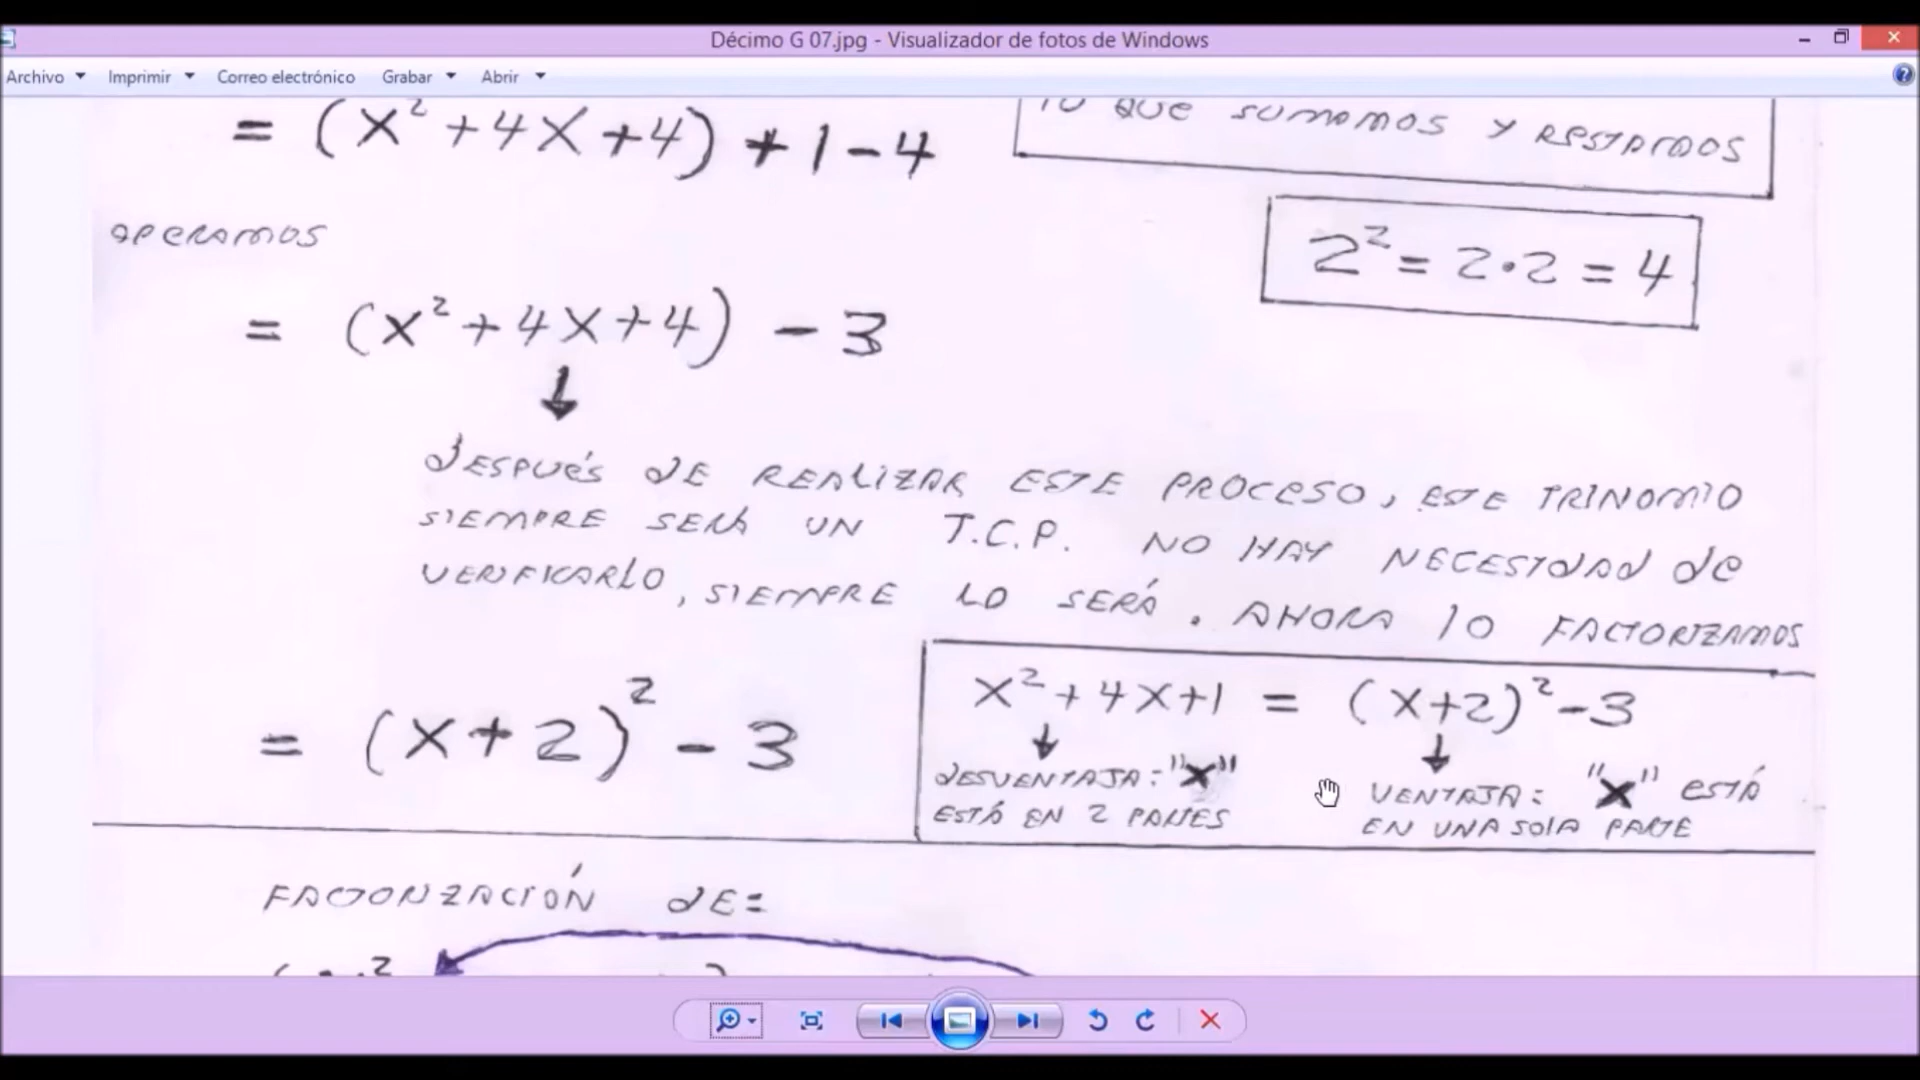 Décimo G 07.jpg - Visualizador de fotos de Windows
Archivo Imprimir Correo electrónico Grabar Abrir
= (x² + 4x + 4) + 1 - 4
lo que sumamos y restamos
operamos
2² = 2·2 = 4
= (x² + 4x + 4) - 3
después de realizar este proceso, este trinomio
siempre será un T.C.P. no hay necesidad de
verificarlo, siempre lo será. Ahora lo factorizamos
= (x + 2)² - 3
x² + 4x + 1 = (x+2)² - 3
desventaja: "x"
está en 2 partes
ventaja: "x" está
en una sola parte
Factorización de: